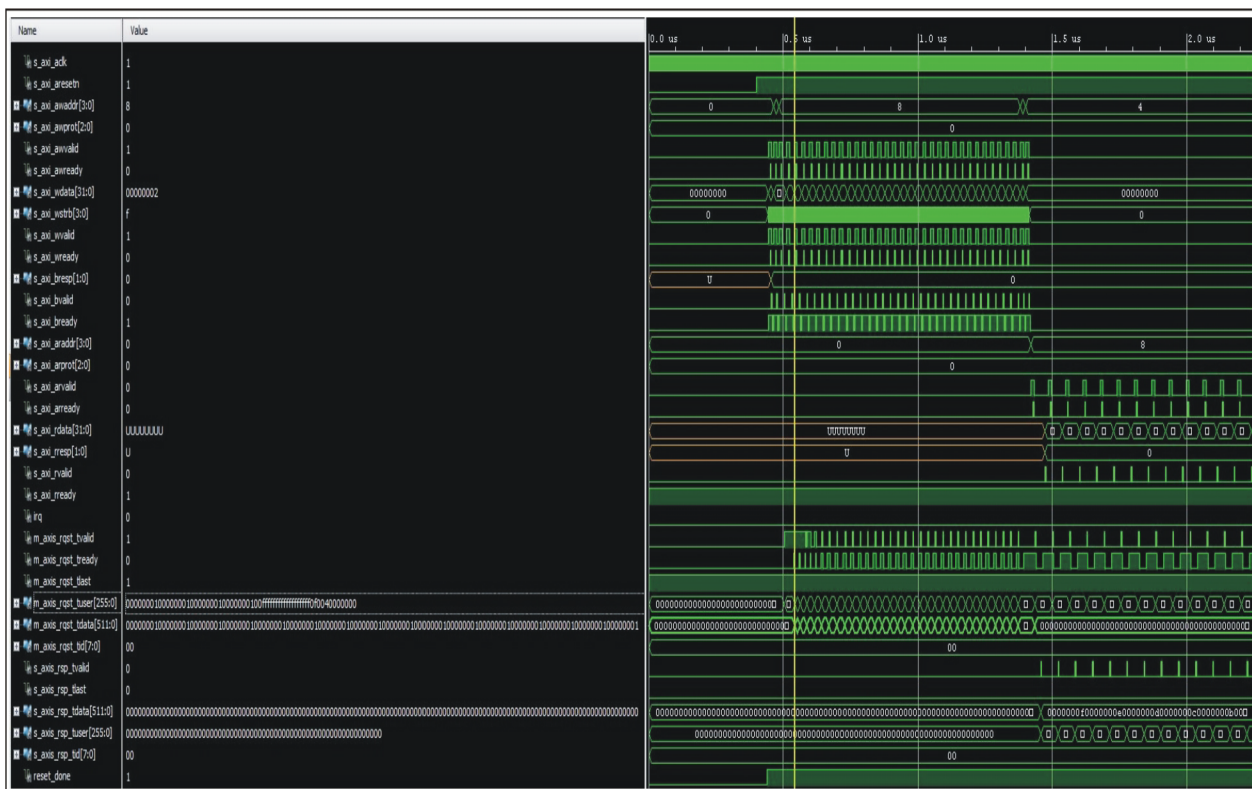 Name Value
0.0 us 0.5 us 1.0 us 1.5 us 2.0 us
s_axi_aclk 1
s_axi_aresetn 1
s_axi_awaddr[3:0] 8 0 8 4
s_axi_awprot[2:0] 0 0
s_axi_awvalid 1
s_axi_awready 0
s_axi_wdata[31:0] 00000002 00000000 00000000
s_axi_wstrb[3:0] f 0 0
s_axi_wvalid 1
s_axi_wready 0
s_axi_bresp[1:0] 0 U 0
s_axi_bvalid 0
s_axi_bready 1
s_axi_araddr[3:0] 0 0 8
s_axi_arprot[2:0] 0 0
s_axi_arvalid 0
s_axi_arready 0
s_axi_rdata[31:0] UUUUUUUU UUUUUUUU
s_axi_rresp[1:0] U U 0
s_axi_rvalid 0
s_axi_rready 1
irq 0
m_axis_rqst_tvalid 1
m_axis_rqst_tready 0
m_axis_rqst_tlast 1
m_axis_rqst_tuser[255:0]
m_axis_rqst_tdata[511:0]
m_axis_rqst_tid[7:0] 00 00
s_axis_rsp_tvalid 0
s_axis_rsp_tlast 0
s_axis_rsp_tdata[511:0]
s_axis_rsp_tuser[255:0]
s_axis_rsp_tid[7:0] 00 00
reset_done 1